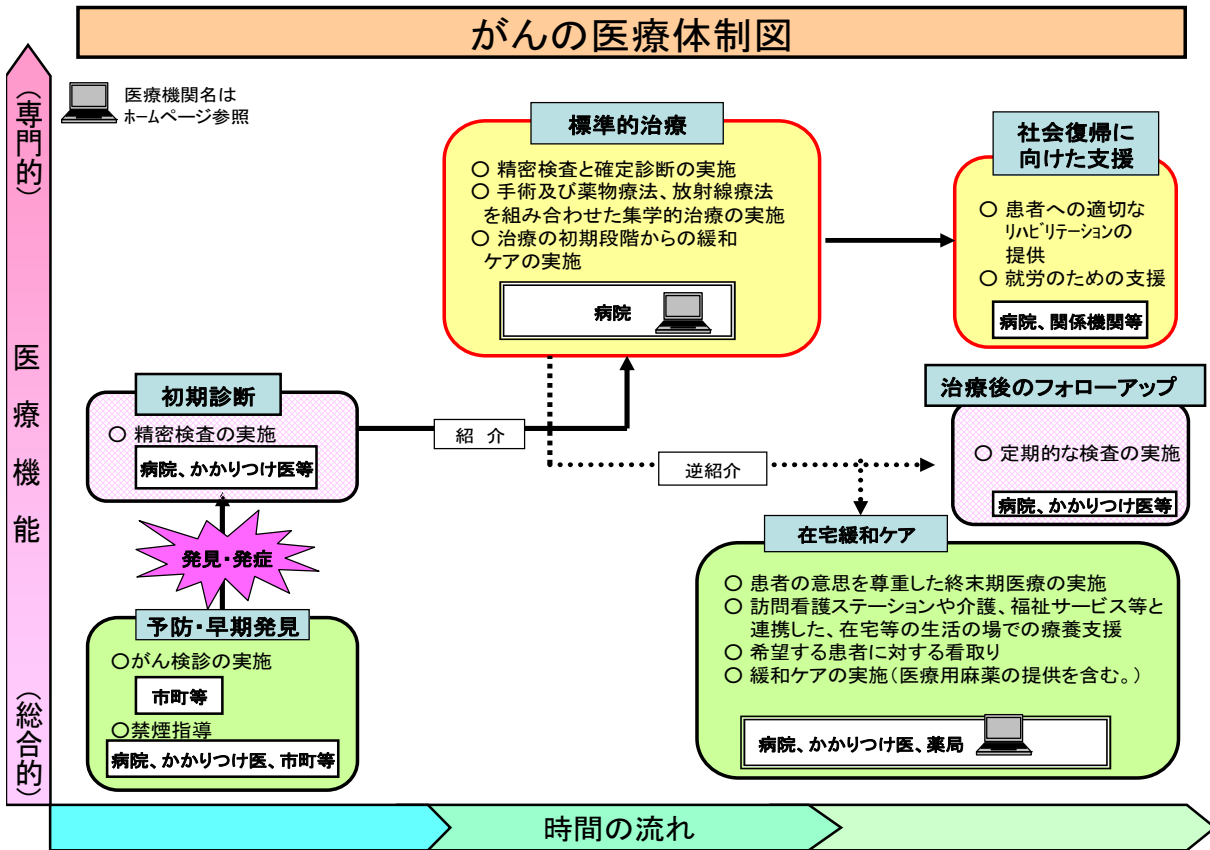 がんの医療体制図
医療機関名は
ホームページ参照
(専門的)
医療機能
(総合的)
標準的治療
○ 精密検査と確定診断の実施
○ 手術及び薬物療法、放射線療法
を組み合わせた集学的治療の実施
○ 治療の初期段階からの緩和
ケアの実施
病院
社会復帰に
向けた支援
○ 患者への適切な
リハビリテーションの
提供
○ 就労のための支援
病院、関係機関等
初期診断
○ 精密検査の実施
病院、かかりつけ医等
紹 介
逆紹介
治療後のフォローアップ
○ 定期的な検査の実施
病院、かかりつけ医等
発見・発症
予防・早期発見
○がん検診の実施
市町等
○禁煙指導
病院、かかりつけ医、市町等
在宅緩和ケア
○ 患者の意思を尊重した終末期医療の実施
○ 訪問看護ステーションや介護、福祉サービス等と
連携した、在宅等の生活の場での療養支援
○ 希望する患者に対する看取り
○ 緩和ケアの実施(医療用麻薬の提供を含む。)
病院、かかりつけ医、薬局
時間の流れ